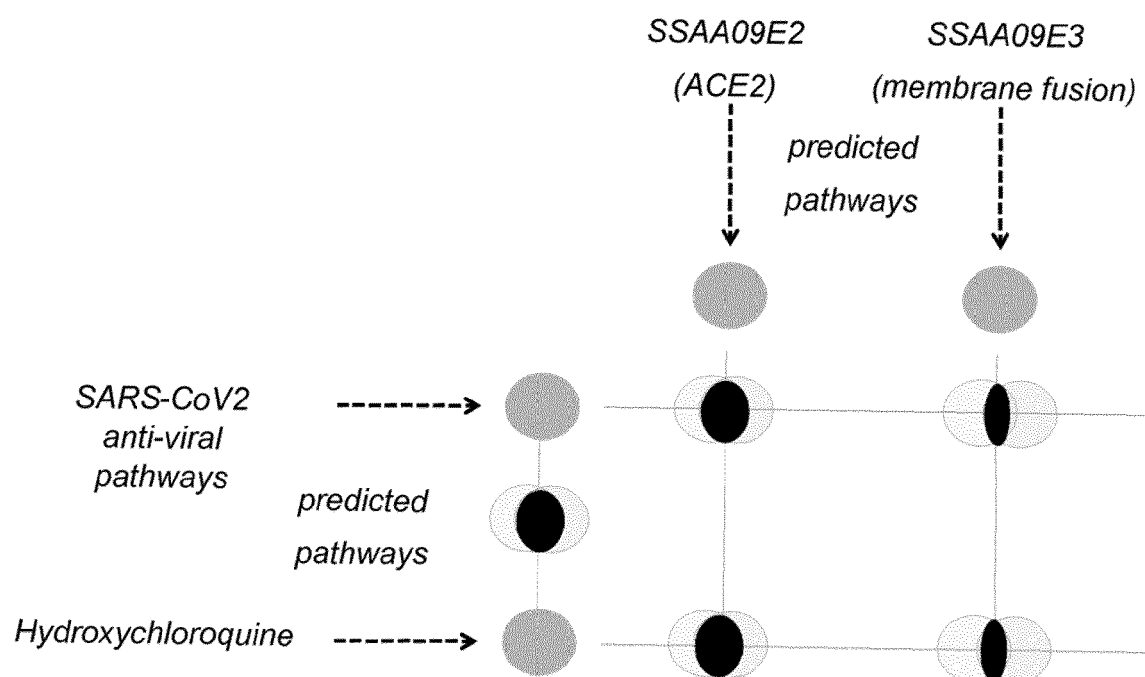 SSAA09E2
(ACE2)
SSAA09E3
(membrane fusion)
predicted
pathways
SARS-CoV2
anti-viral
pathways
predicted
pathways
Hydroxychloroquine